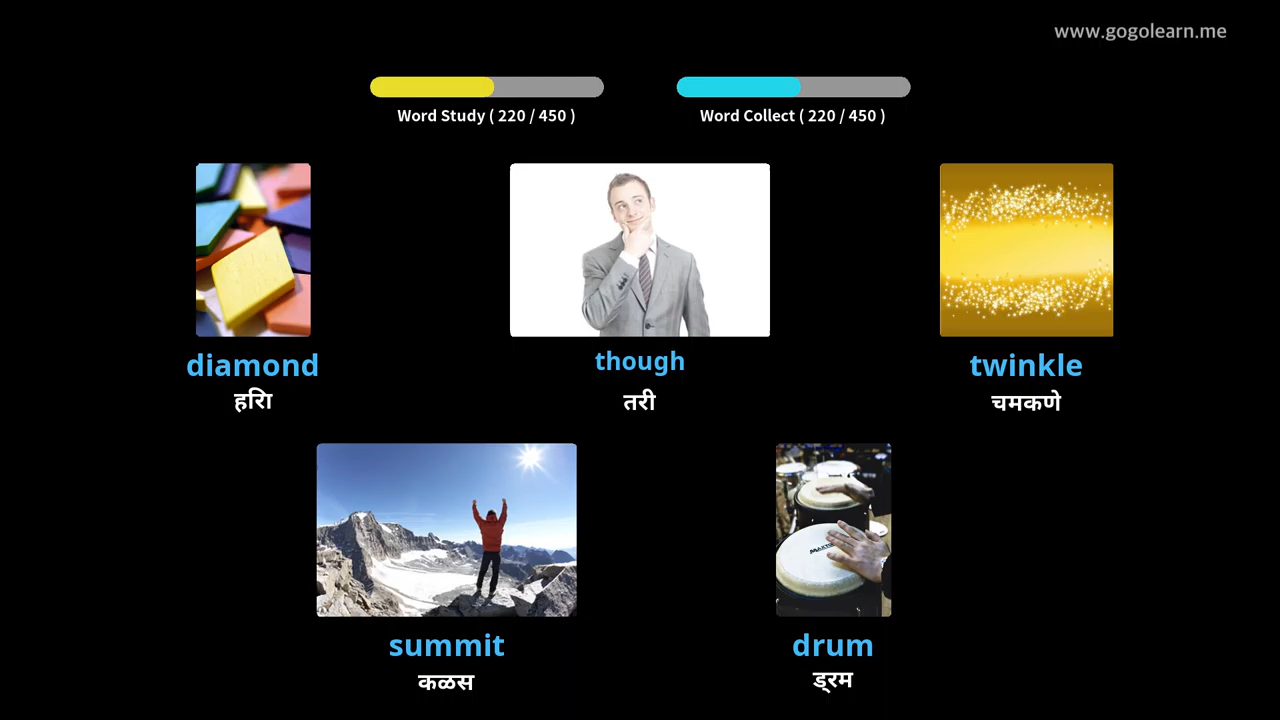 www.gogolearn.me
Word Study ( 220 / 450 )
Word Collect ( 220 / 450 )
diamond
हिरा
though
तरी
twinkle
चमकणे
summit
कळस
drum
ड्रम